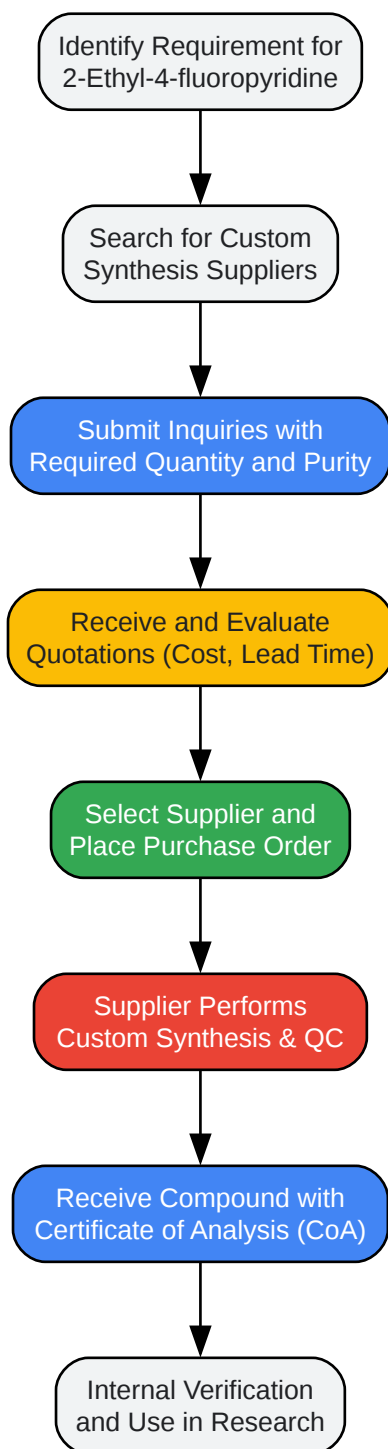 Identify Requirement for
2-Ethyl-4-fluoropyridine
Search for Custom
Synthesis Suppliers
Submit Inquiries with
Required Quantity and Purity
Receive and Evaluate
Quotations (Cost, Lead Time)
Select Supplier and
Place Purchase Order
Supplier Performs
Custom Synthesis & QC
Receive Compound with
Certificate of Analysis (CoA)
Internal Verification
and Use in Research